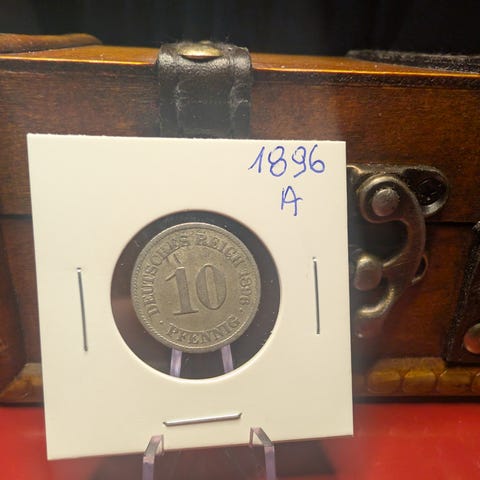 1896
A
DEUTSCHES REICH 1896
10
PFENNIG